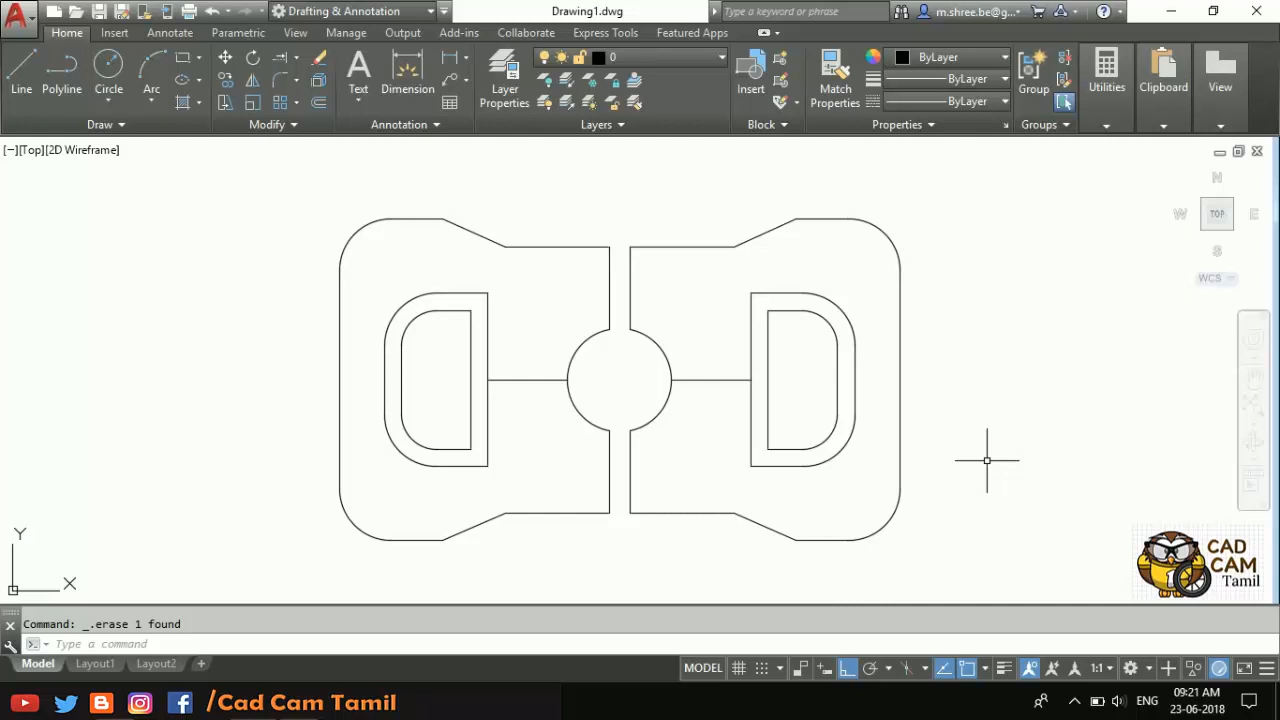 Drafting & Annotation
Drawing1.dwg
Type a keyword or phrase
m.shree.be@g...
Home Insert Annotate Parametric View Manage Output Add-ins Collaborate Express Tools Featured Apps
Line Polyline Circle Arc
Text Dimension
Layer Properties
0
Insert
Match Properties
ByLayer
ByLayer
ByLayer
Group
Utilities Clipboard View
Draw Modify Annotation Layers Block Properties Groups
[−][Top][2D Wireframe]
N
W TOP E
S
WCS
Y
X
CAD
CAM
Tamil
Command: _.erase 1 found
Type a command
Model Layout1 Layout2 +
MODEL
1:1
/Cad Cam Tamil
ENG
09:21 AM
23-06-2018